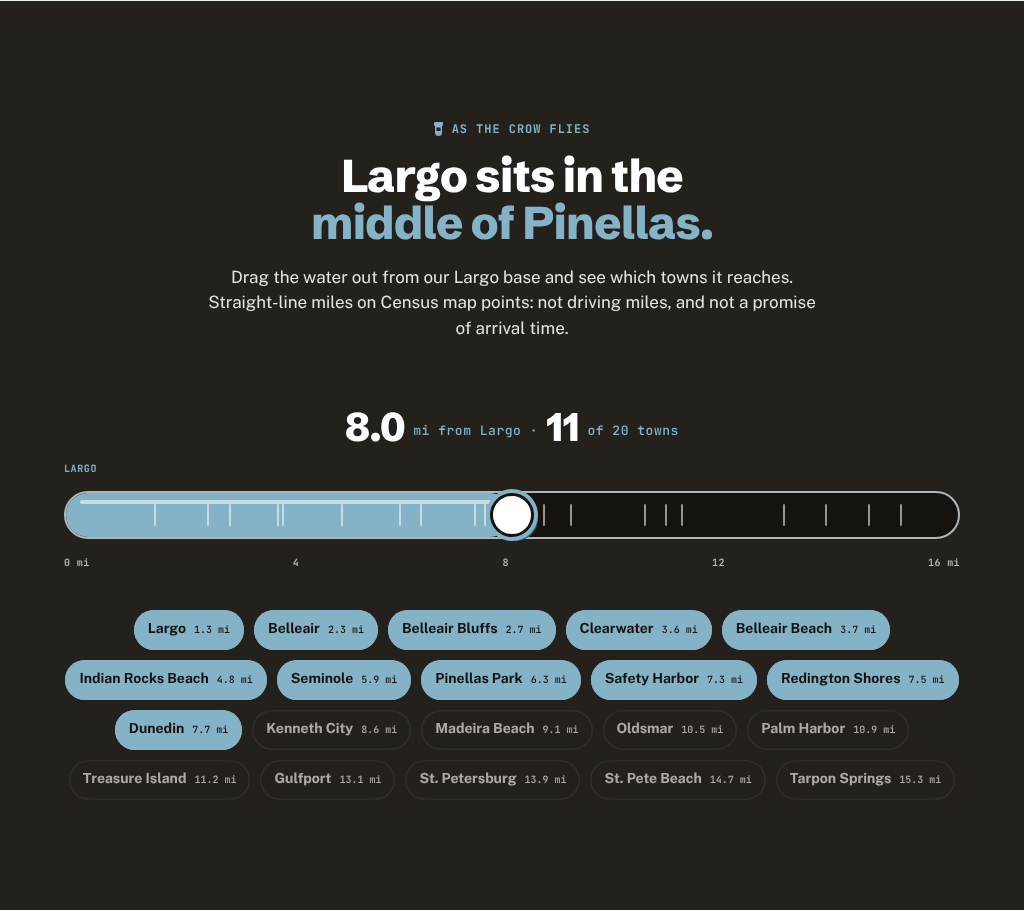 AS THE CROW FLIES
Largo sits in the
middle of Pinellas.
Drag the water out from our Largo base and see which towns it reaches.
Straight-line miles on Census map points: not driving miles, and not a promise
of arrival time.
8.0 mi from Largo · 11 of 20 towns
LARGO
0 mi 4 8 12 16 mi
Largo 1.3 mi Belleair 2.3 mi Belleair Bluffs 2.7 mi Clearwater 3.6 mi Belleair Beach 3.7 mi
Indian Rocks Beach 4.8 mi Seminole 5.9 mi Pinellas Park 6.3 mi Safety Harbor 7.3 mi Redington Shores 7.5 mi
Dunedin 7.7 mi Kenneth City 8.6 mi Madeira Beach 9.1 mi Oldsmar 10.5 mi Palm Harbor 10.9 mi
Treasure Island 11.2 mi Gulfport 13.1 mi St. Petersburg 13.9 mi St. Pete Beach 14.7 mi Tarpon Springs 15.3 mi